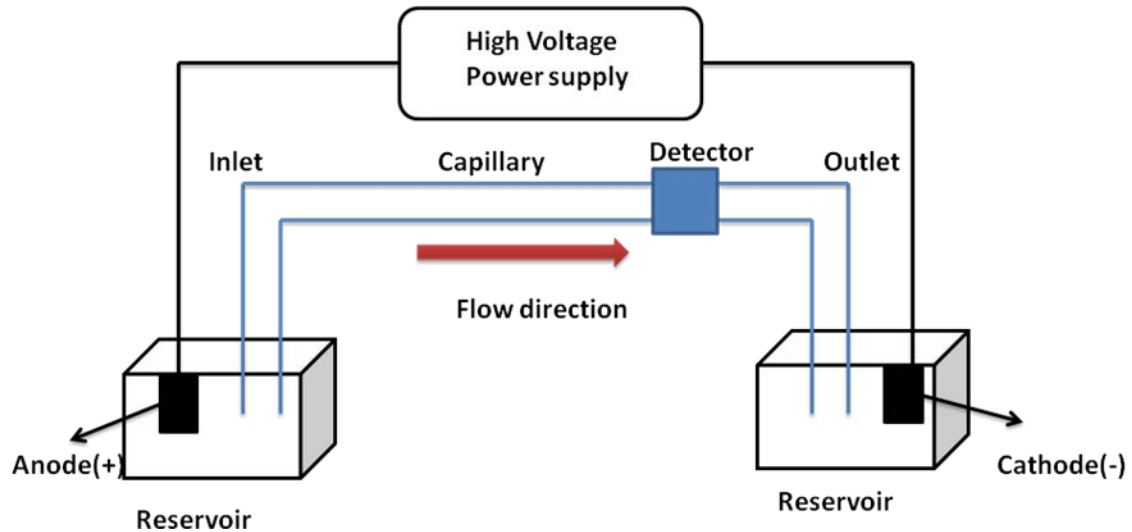 High Voltage
Power supply
Inlet
Capillary
Detector
Outlet
Flow direction
Anode(+)
Cathode(-)
Reservoir
Reservoir